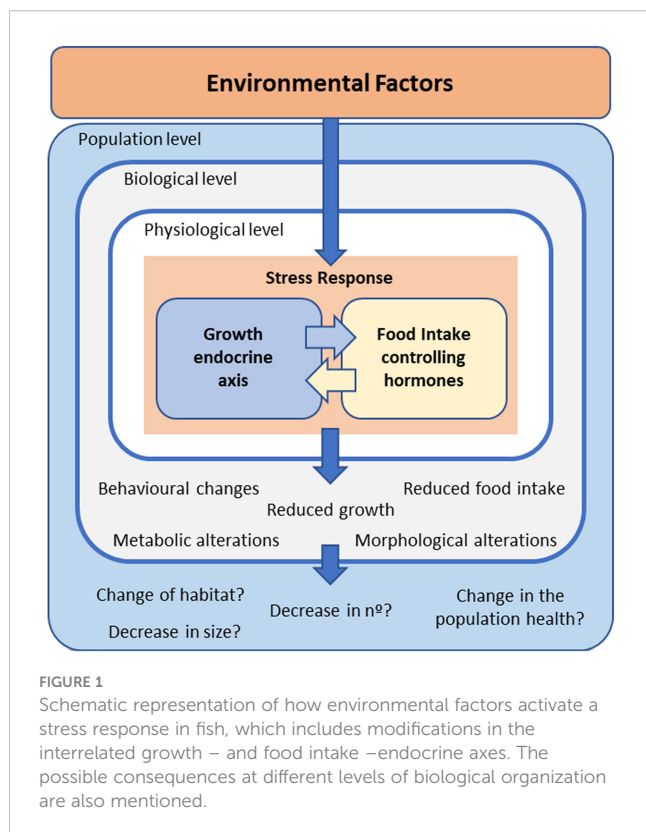 Environmental Factors
Population level
Biological level
Physiological level
Stress Response
Growth
endocrine
axis
Food Intake
controlling
hormones
Behavioural changes
Reduced food intake
Reduced growth
Metabolic alterations
Morphological alterations
Change of habitat?
Decrease in nº?
Change in the
population health?
Decrease in size?
FIGURE 1
Schematic representation of how environmental factors activate a
stress response in fish, which includes modifications in the
interrelated growth – and food intake –endocrine axes. The
possible consequences at different levels of biological organization
are also mentioned.